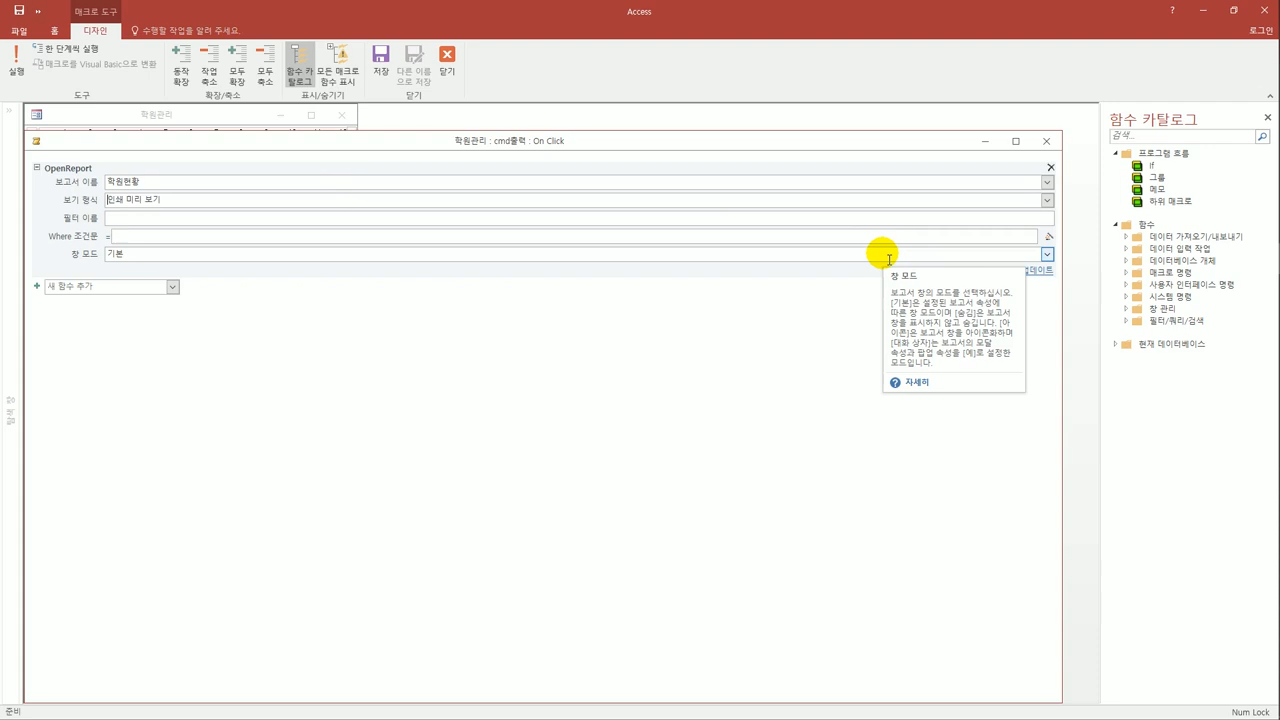 매크로 도구
Access
?
파일
홈
디자인
수행할 작업을 알려 주세요.
로그인
실행
한 단계씩 실행
매크로를 Visual Basic으로 변환
도구
동작
확장
작업
축소
모두
확장
모두
축소
확장/축소
함수 카
탈로그
모든 매크로
함수 표시
표시/숨기기
저장
다른 이름
으로 저장
닫기
닫기
학원관리
학원관리 : cmd출력 : On Click
OpenReport
보고서 이름 학원현황
보기 형식 인쇄 미리 보기
필터 이름
Where 조건문 =
창 모드 기본
업데이트
새 함수 추가
창 모드
보고서 창의 모드를 선택하십시오.
[기본]은 설정된 보고서 속성에
따른 창 모드이며 [숨김]은 보고서
창을 표시하지 않고 숨깁니다. [아
이콘]은 보고서 창을 아이콘화하며
[대화 상자]는 보고서의 모달
속성과 팝업 속성을 [예]로 설정한
모드입니다.
자세히
함수 카탈로그
검색...
프로그램 흐름
If
그룹
메모
하위 매크로
함수
데이터 가져오기/내보내기
데이터 입력 작업
데이터베이스 개체
매크로 명령
사용자 인터페이스 명령
시스템 명령
창 관리
필터/쿼리/검색
현재 데이터베이스
탐색 창
준비
Num Lock